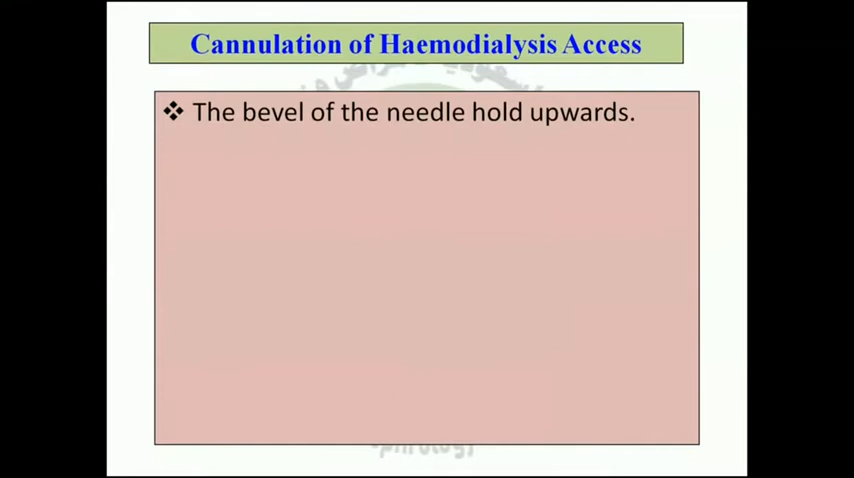 Cannulation of Haemodialysis Access
❖ The bevel of the needle hold upwards.